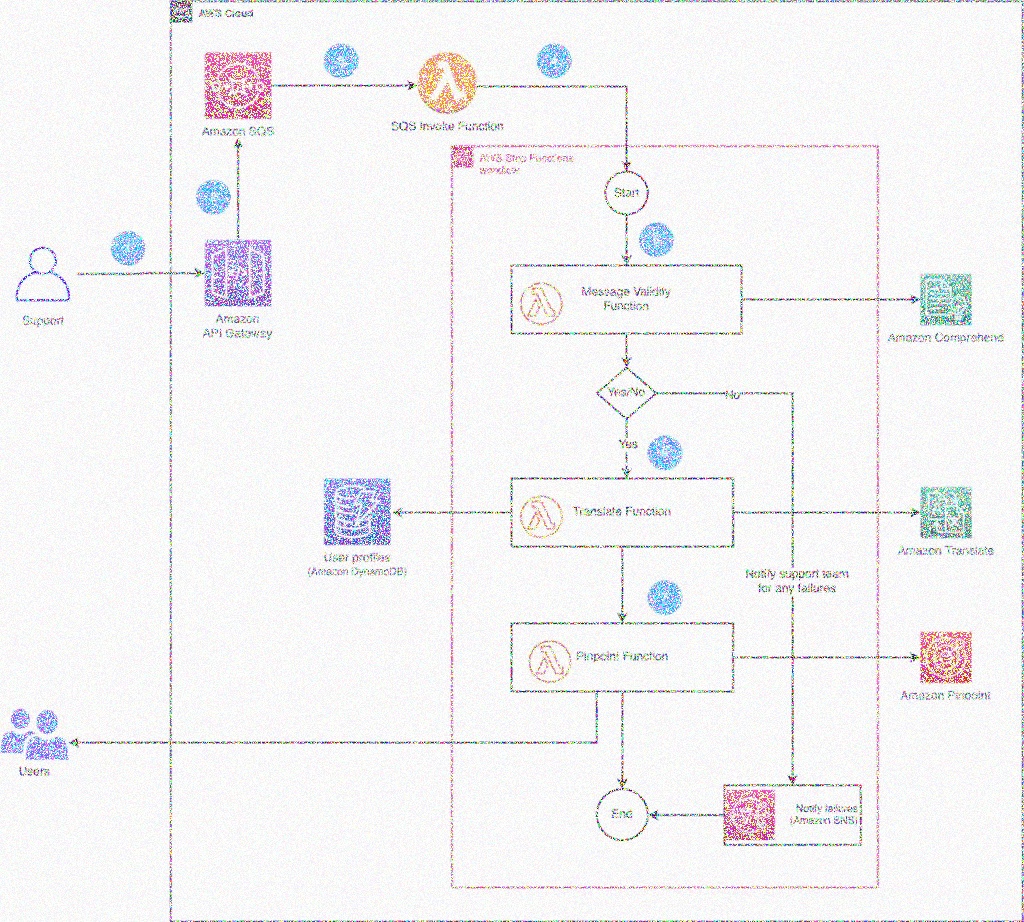 AWS Cloud
Amazon SQS
SQS Invoke Function
AWS Step Functions
workflow
Start
Support
Amazon
API Gateway
Message Validity
Function
Amazon Comprehend
Yes/No
No
Yes
Translate Function
User profiles
(Amazon DynamoDB)
Amazon Translate
Notify support team
for any failures
Pinpoint Function
Amazon Pinpoint
Users
End
Notify failures
(Amazon SNS)